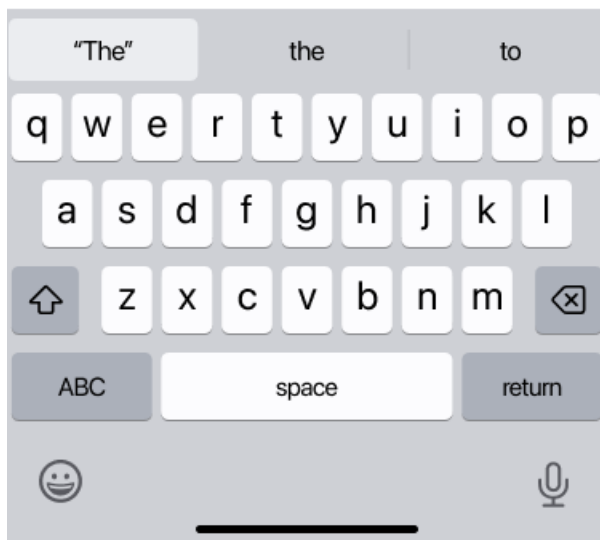 “The” the to
q w e r t y u i o p
a s d f g h j k l
z x c v b n m
ABC space return